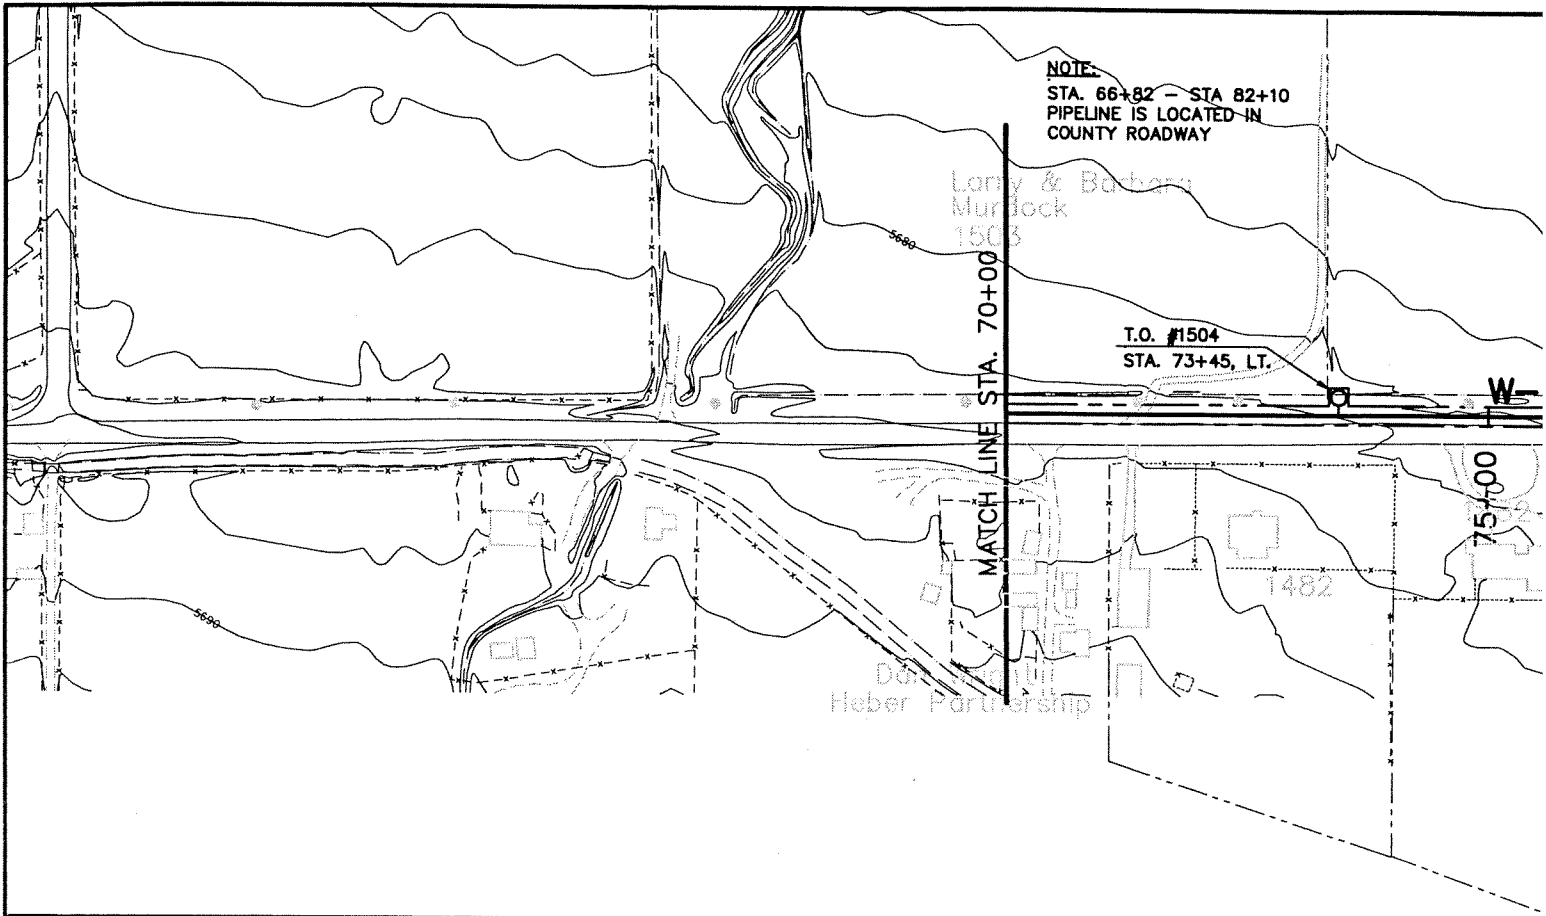 NOTE:
STA. 66+82 – STA 82+10
PIPELINE IS LOCATED IN
COUNTY ROADWAY
Larry & Barbara
Murdock
1503
5680
MATCH LINE STA. 70+00
T.O. #1504
STA. 73+45, LT.
W
75+00
1482
5690
Heber Partnership